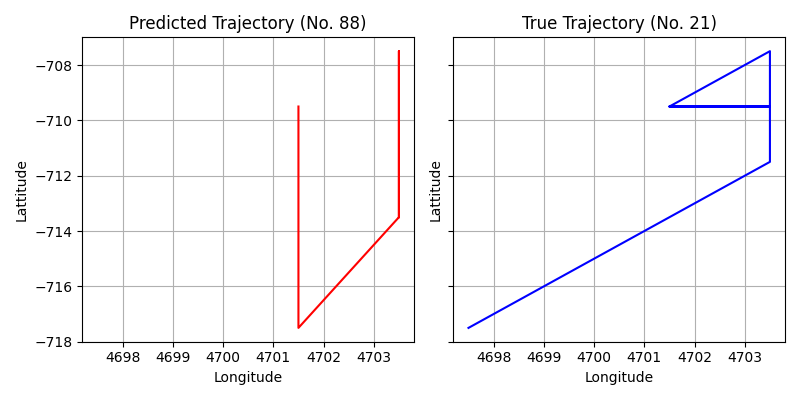 Predicted Trajectory (No. 88)
True Trajectory (No. 21)
−708
−710
−712
−714
−716
−718
Lattitude
Lattitude
4698 4699 4700 4701 4702 4703
4698 4699 4700 4701 4702 4703
Longitude
Longitude